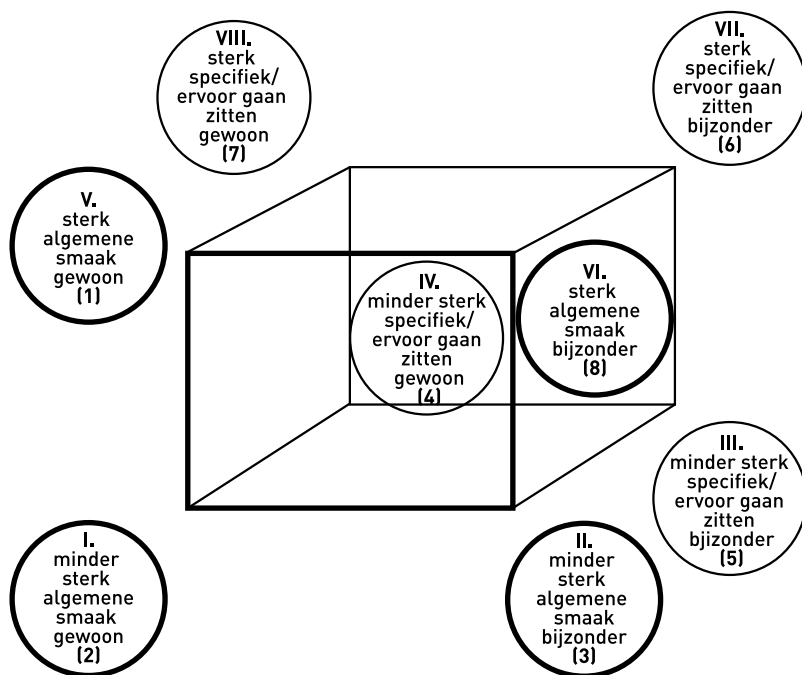 VIII.
sterk
specifiek/
ervoor gaan
zitten
gewoon
(7)
VII.
sterk
specifiek/
ervoor gaan
zitten
bijzonder
(6)
V.
sterk
algemene
smaak
gewoon
(1)
IV.
minder sterk
specifiek/
ervoor gaan
zitten
gewoon
(4)
VI.
sterk
algemene
smaak
bijzonder
(8)
III.
minder sterk
specifiek/
ervoor gaan
zitten
bjizonder
(5)
I.
minder
sterk
algemene
smaak
gewoon
(2)
II.
minder
sterk
algemene
smaak
bijzonder
(3)